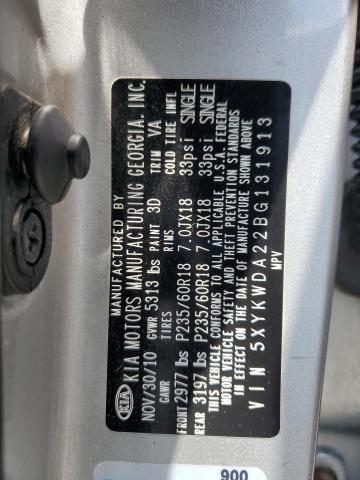 MANUFACTURED BY
KIA KIA MOTORS MANUFACTURING GEORGIA, INC.
NOV/30/10 GVWR 5313 lbs PAINT 3D TRIM VA
GAWR TIRES RIMS COLD TIRE INFL
FRONT 2977 lbs P235/60R18 7.0JX18 33psi SINGLE
REAR 3197 lbs P235/60R18 7.0JX18 33psi SINGLE
THIS VEHICLE CONFORMS TO ALL APPLICABLE U.S.A. FEDERAL
MOTOR VEHICLE SAFETY AND THEFT PREVENTION STANDARDS
IN EFFECT ON THE DATE OF MANUFACTURE SHOWN ABOVE
VIN 5XYKWDA22BG131913
MPV
900